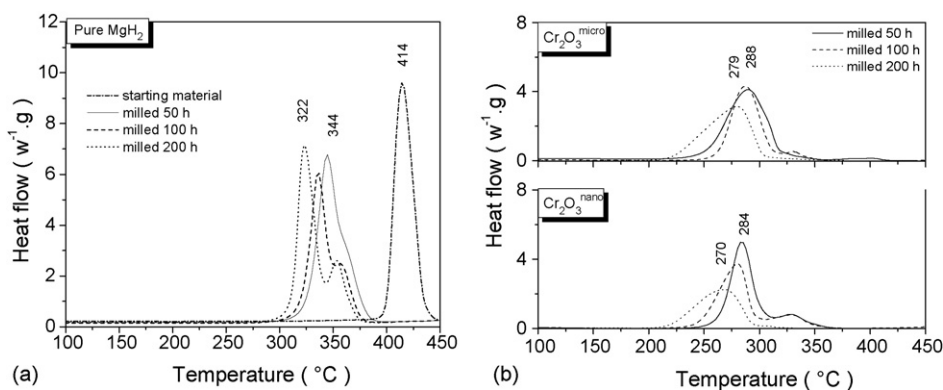 Pure MgH₂
414
322
344
starting material
milled 50 h
milled 100 h
milled 200 h
Heat flow ( w⁻¹.g )
12
10
8
6
4
2
0
100 150 200 250 300 350 400 450
Temperature ( °C )
(a)
Cr₂O₃ᵐⁱᶜʳᵒ
279
288
milled 50 h
milled 100 h
milled 200 h
Heat flow ( w⁻¹.g )
8
4
0
Cr₂O₃ⁿᵃⁿᵒ
270
284
8
4
0
100 150 200 250 300 350 400 450
Temperature ( °C )
(b)